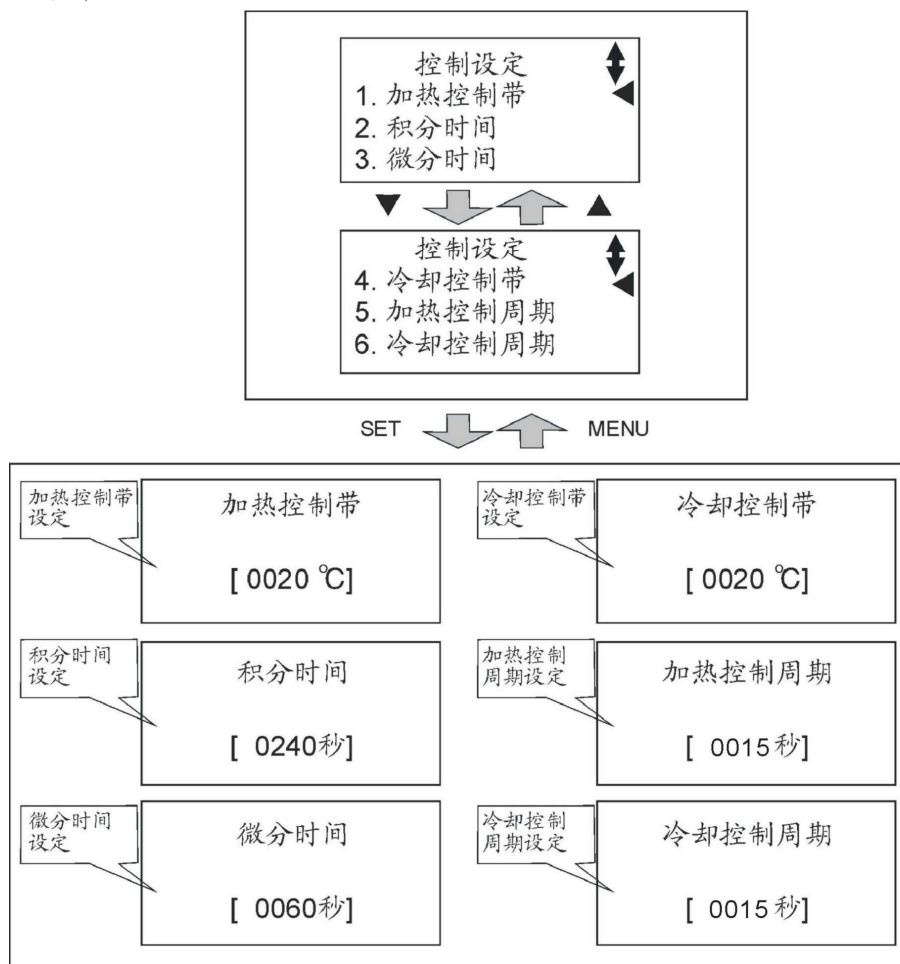 控制设定
1. 加热控制带
2. 积分时间
3. 微分时间
控制设定
4. 冷却控制带
5. 加热控制周期
6. 冷却控制周期
SET MENU
加热控制带
设定
加热控制带
[ 0020 ℃]
冷却控制带
设定
冷却控制带
[ 0020 ℃]
积分时间
设定
积分时间
[ 0240秒]
加热控制
周期设定
加热控制周期
[ 0015秒]
微分时间
设定
微分时间
[ 0060秒]
冷却控制
周期设定
冷却控制周期
[ 0015秒]